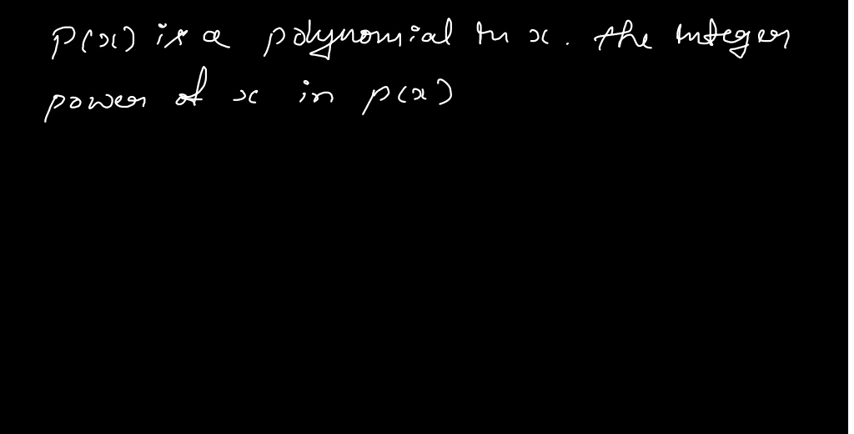 P(x) is a polynomial in x. the integer
power of x in p(x)